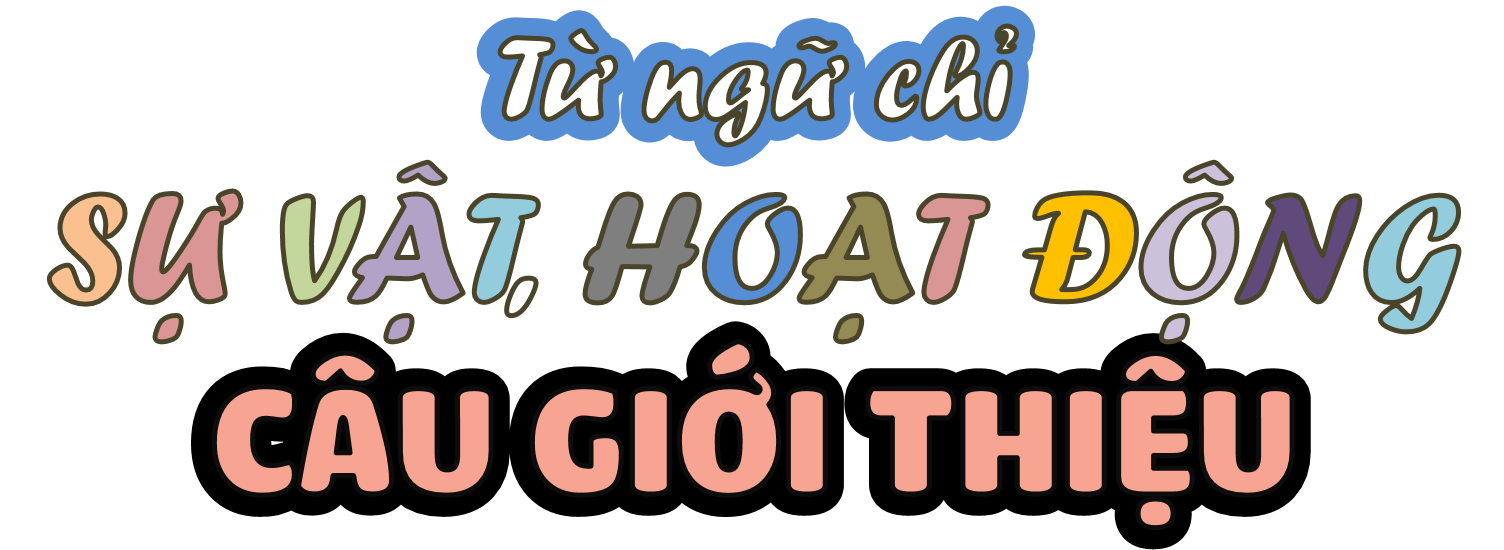 Từ ngữ chỉ
SỰ VẬT, HOẠT ĐỘNG
CÂU GIỚI THIỆU